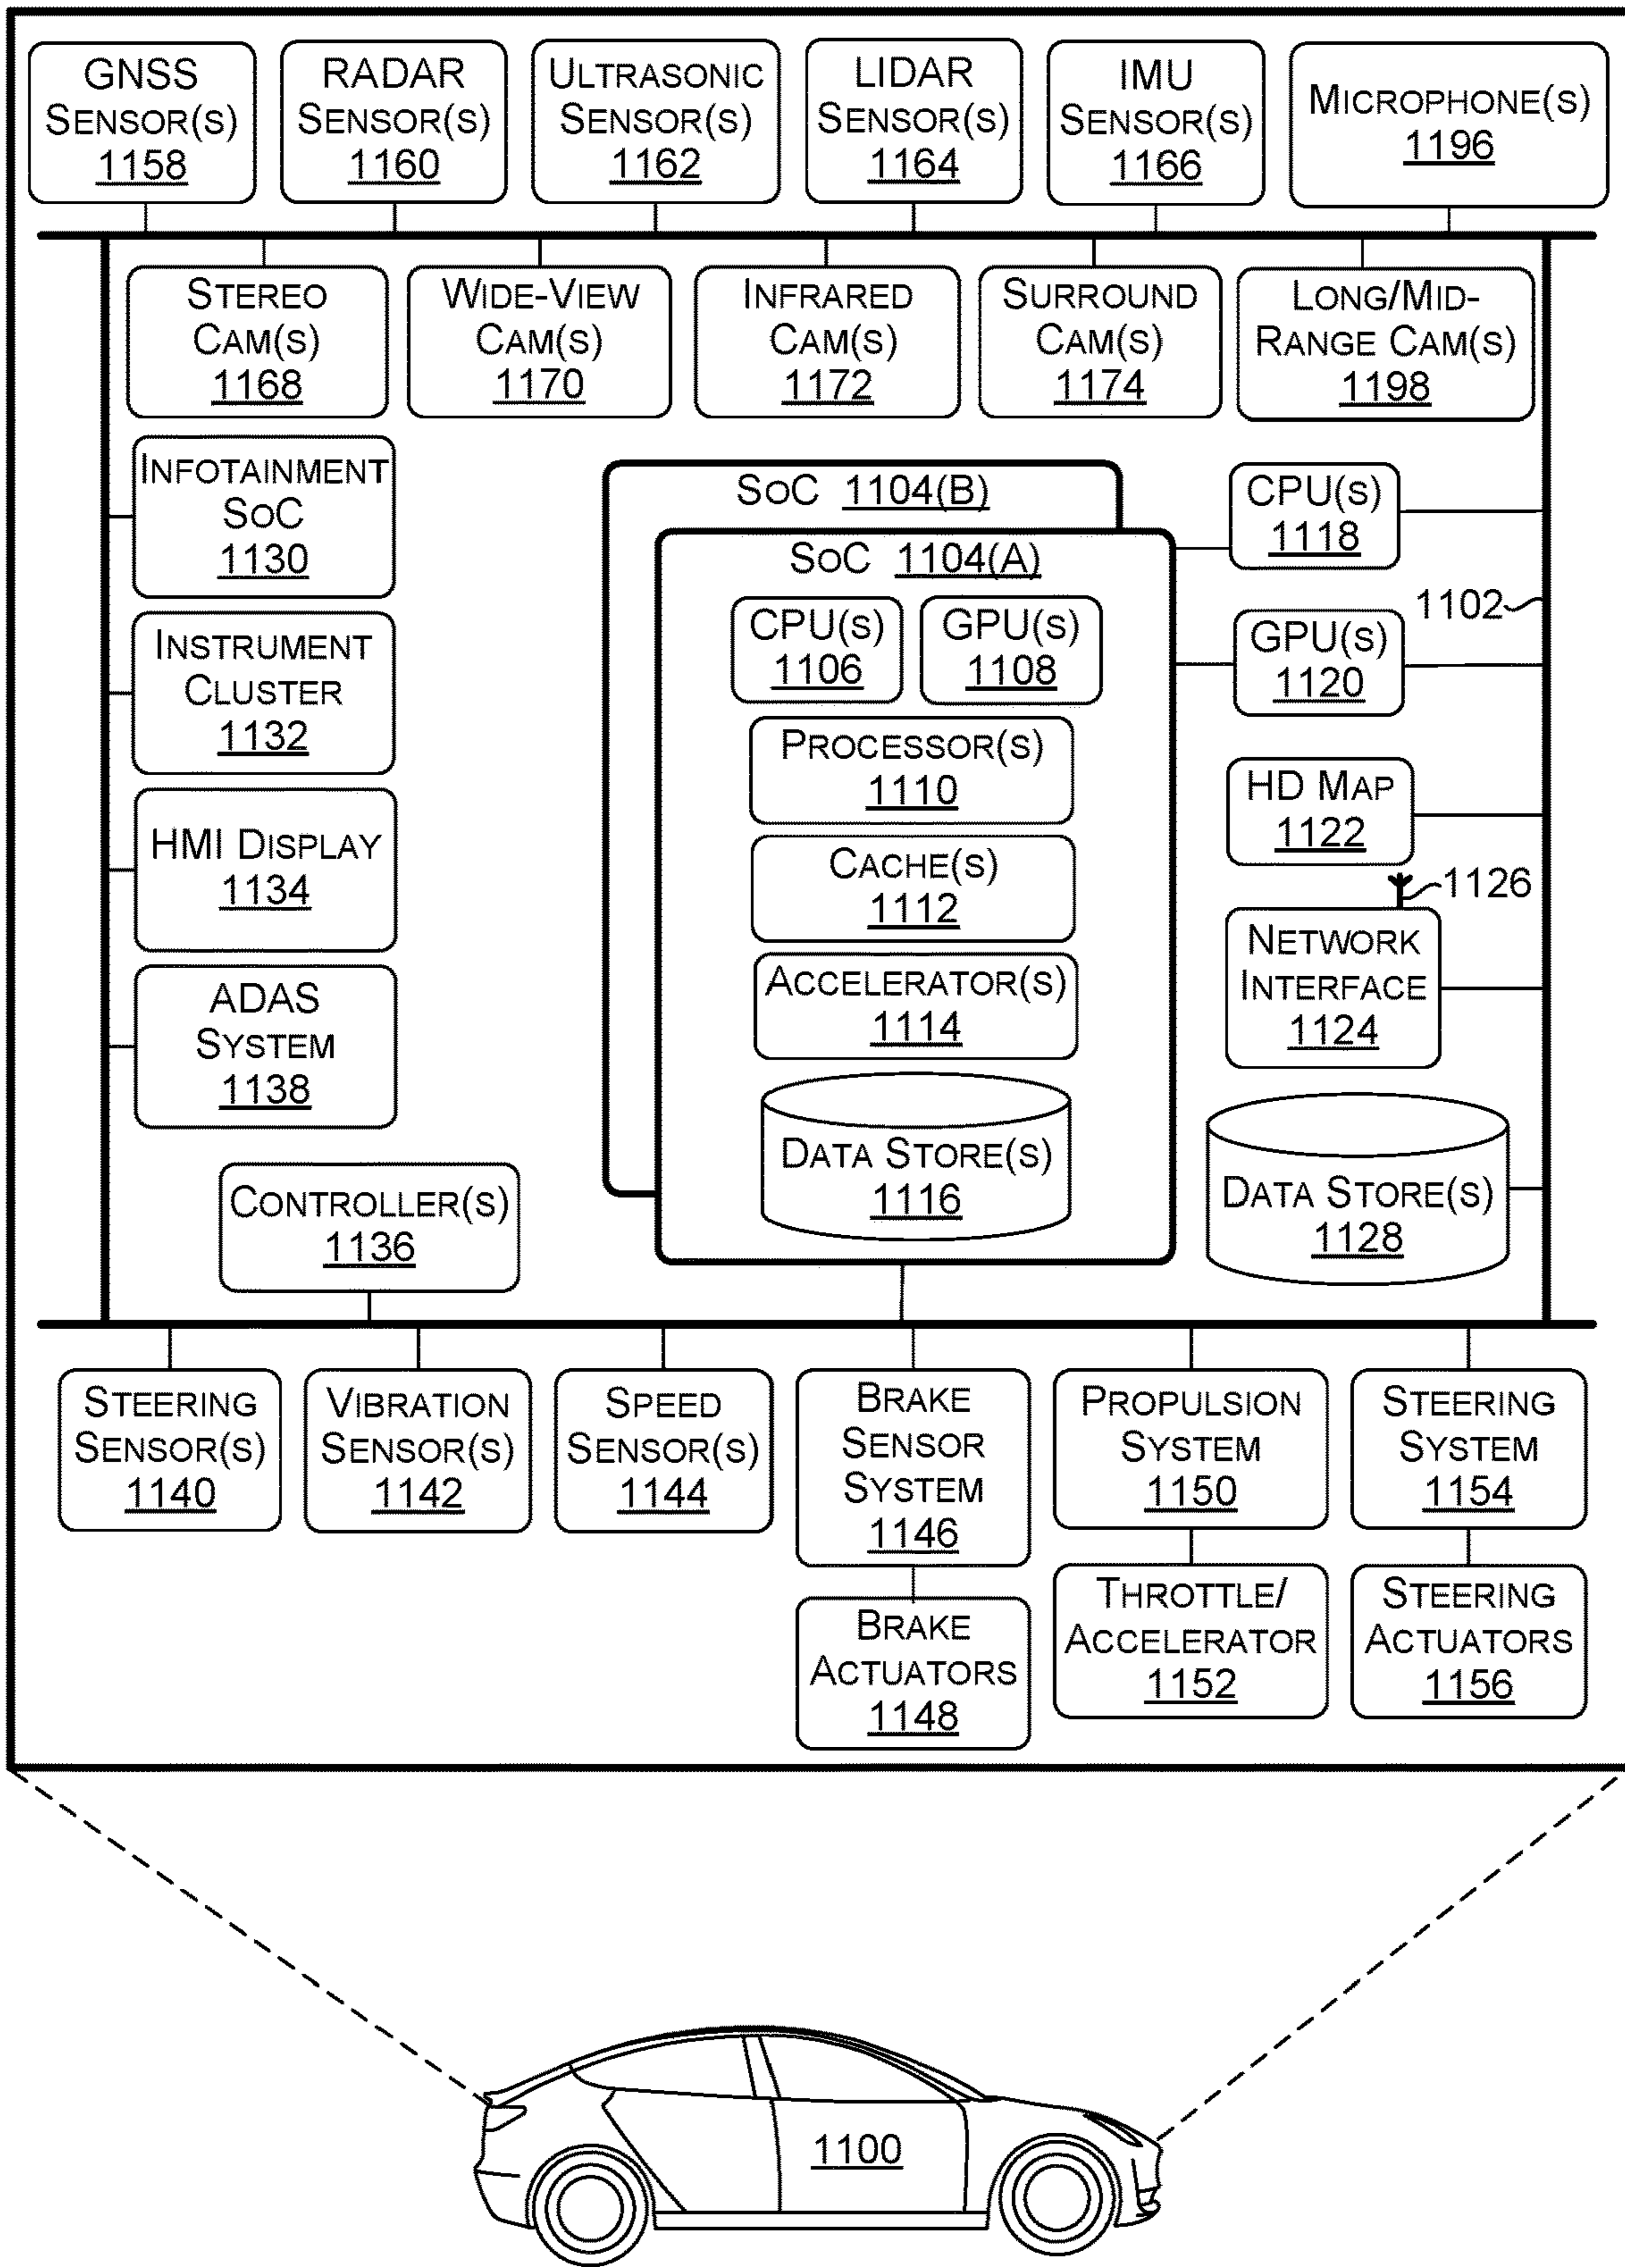 GNSS
SENSOR(S)
1158
RADAR
SENSOR(S)
1160
ULTRASONIC
SENSOR(S)
1162
LIDAR
SENSOR(S)
1164
IMU
SENSOR(S)
1166
MICROPHONE(S)
1196
STEREO
CAM(S)
1168
WIDE-VIEW
CAM(S)
1170
INFRARED
CAM(S)
1172
SURROUND
CAM(S)
1174
LONG/MID-
RANGE CAM(S)
1198
INFOTAINMENT
SOC
1130
INSTRUMENT
CLUSTER
1132
HMI DISPLAY
1134
ADAS
SYSTEM
1138
CONTROLLER(S)
1136
SOC 1104(B)
SOC 1104(A)
CPU(S)
1106
GPU(S)
1108
PROCESSOR(S)
1110
CACHE(S)
1112
ACCELERATOR(S)
1114
DATA STORE(S)
1116
CPU(S)
1118
1102
GPU(S)
1120
HD MAP
1122
1126
NETWORK
INTERFACE
1124
DATA STORE(S)
1128
STEERING
SENSOR(S)
1140
VIBRATION
SENSOR(S)
1142
SPEED
SENSOR(S)
1144
BRAKE
SENSOR
SYSTEM
1146
BRAKE
ACTUATORS
1148
PROPULSION
SYSTEM
1150
THROTTLE/
ACCELERATOR
1152
STEERING
SYSTEM
1154
STEERING
ACTUATORS
1156
1100